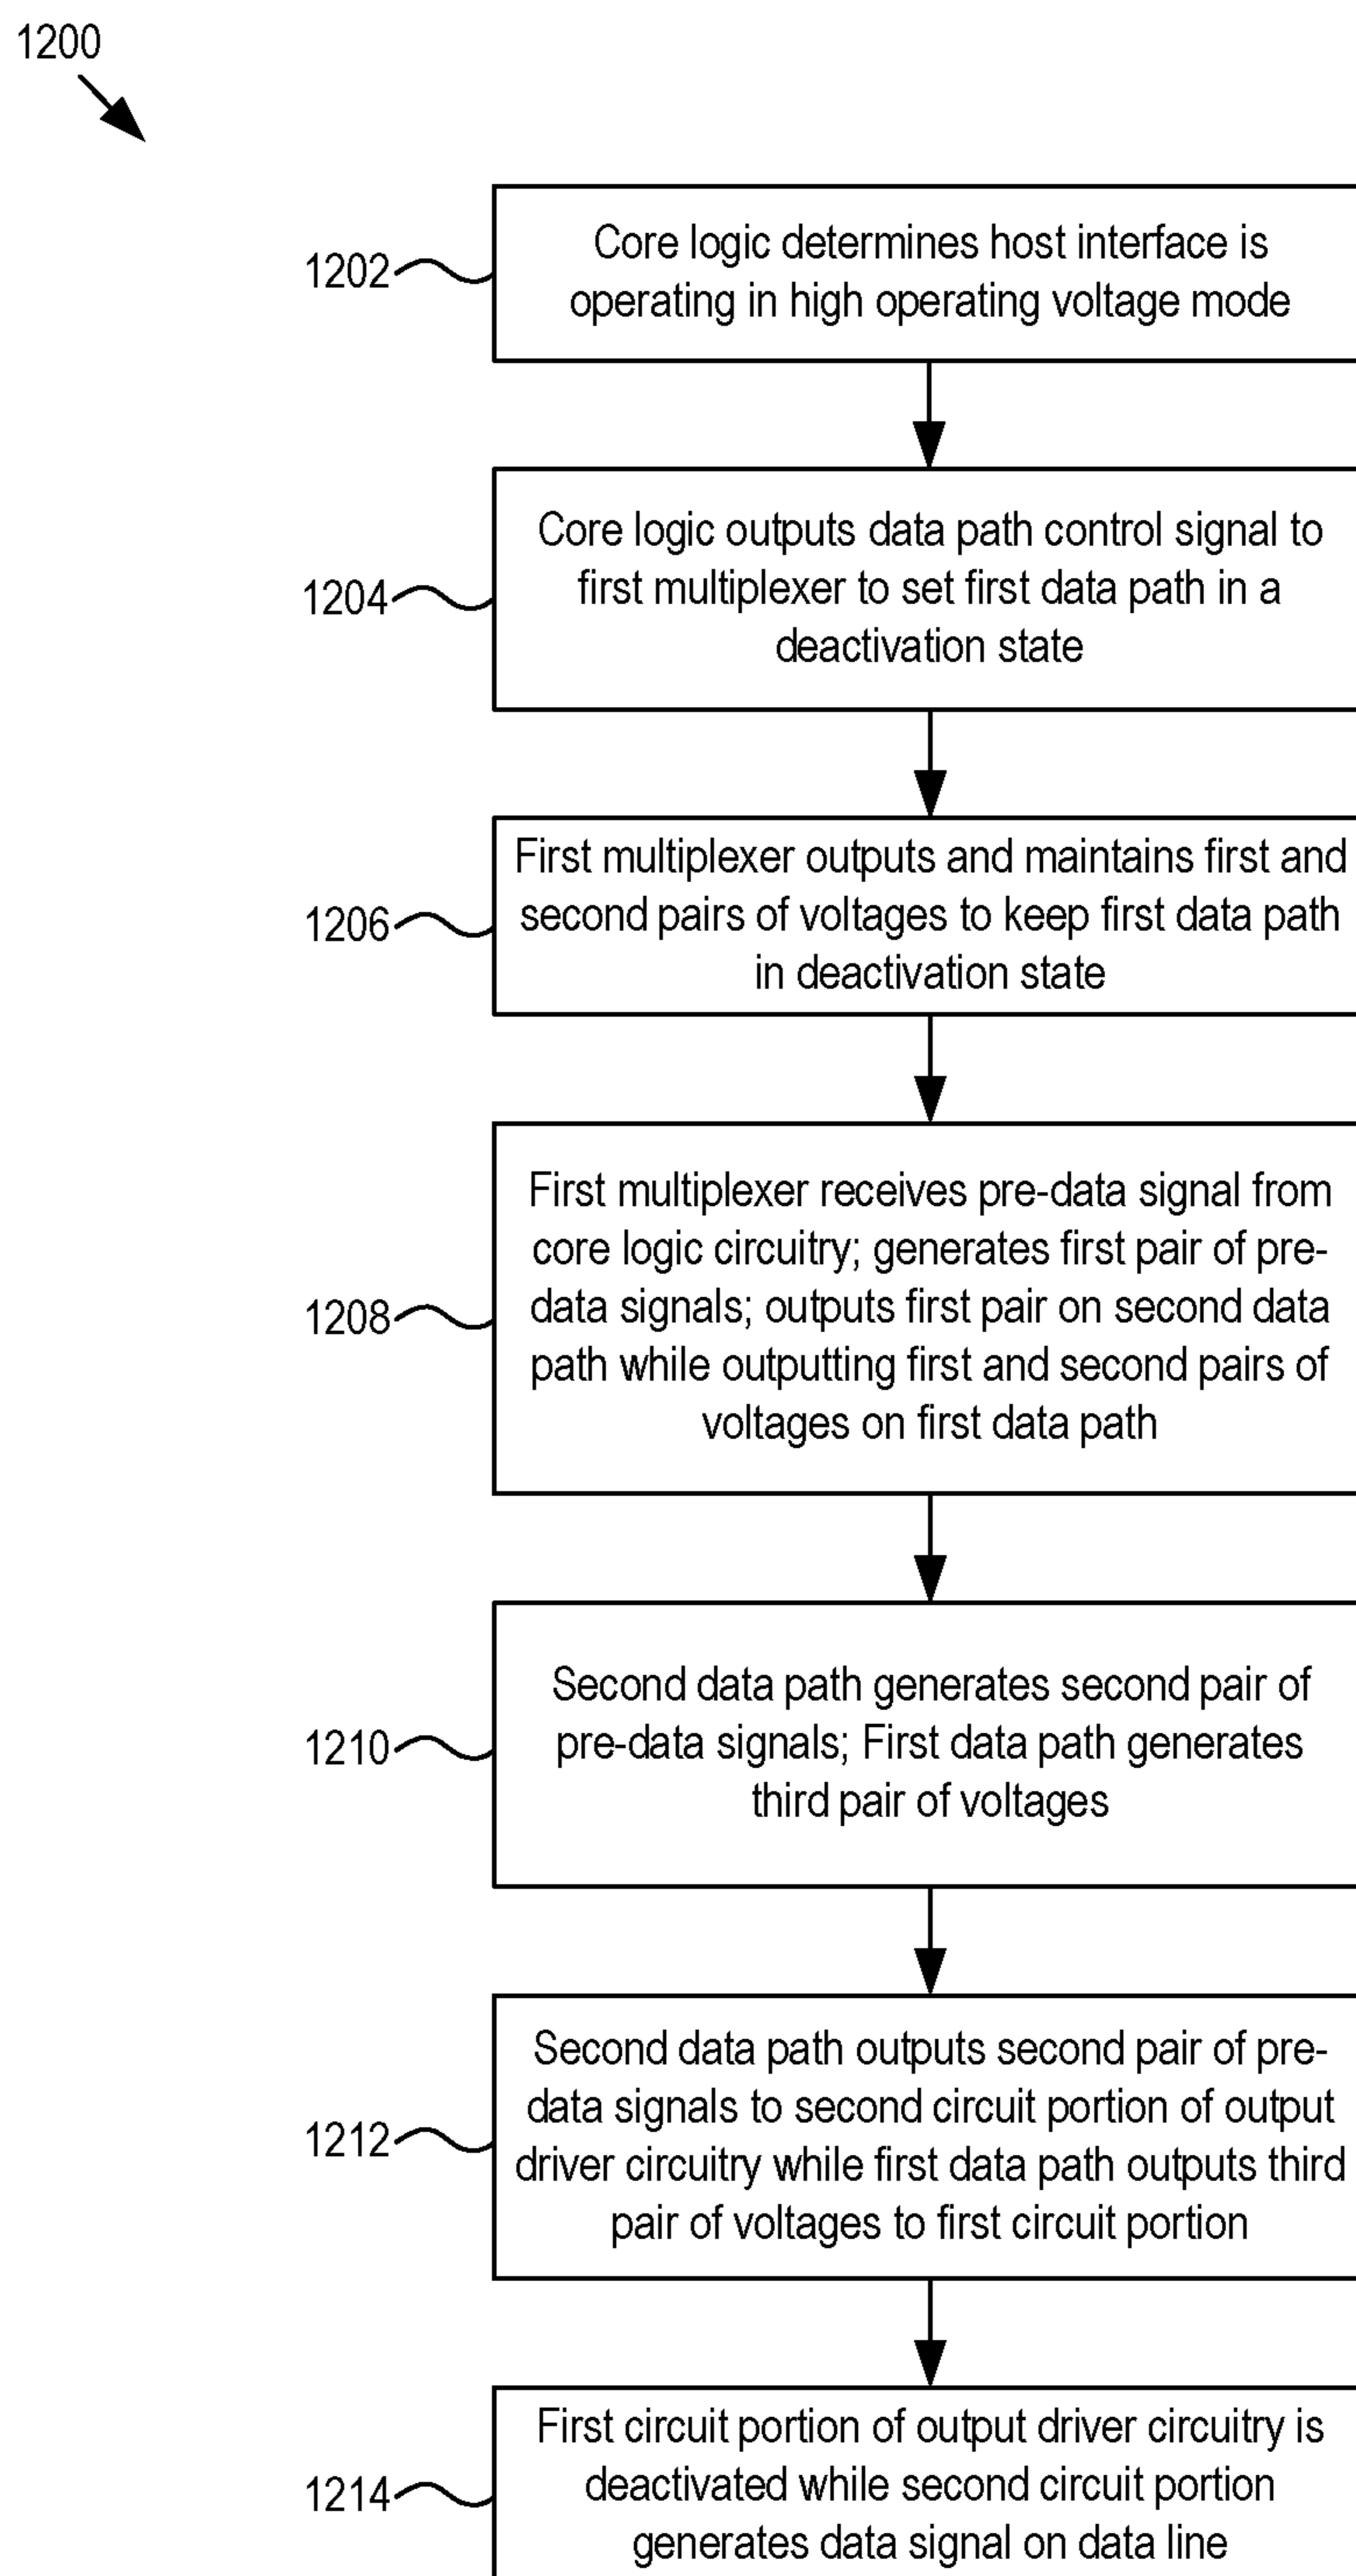 1200
1202
Core logic determines host interface is
operating in high operating voltage mode
1204
Core logic outputs data path control signal to
first multiplexer to set first data path in a
deactivation state
1206
First multiplexer outputs and maintains first and
second pairs of voltages to keep first data path
in deactivation state
1208
First multiplexer receives pre-data signal from
core logic circuitry; generates first pair of pre-
data signals; outputs first pair on second data
path while outputting first and second pairs of
voltages on first data path
1210
Second data path generates second pair of
pre-data signals; First data path generates
third pair of voltages
1212
Second data path outputs second pair of pre-
data signals to second circuit portion of output
driver circuitry while first data path outputs third
pair of voltages to first circuit portion
1214
First circuit portion of output driver circuitry is
deactivated while second circuit portion
generates data signal on data line